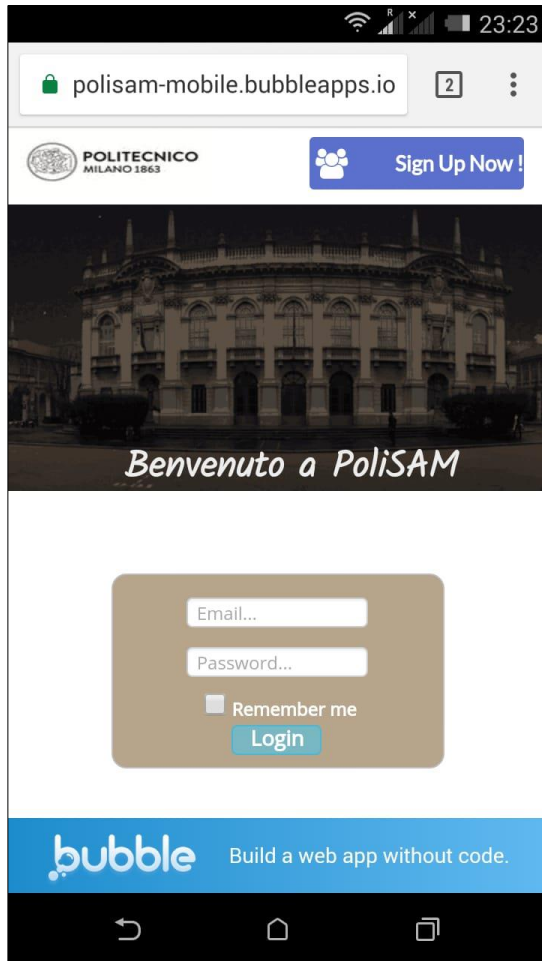 R x 23:23
polisam-mobile.bubbleapps.io 2
POLITECNICO
MILANO 1863
Sign Up Now !
Benvenuto a PoliSAM
Email...
Password...
Remember me
Login
bubble Build a web app without code.